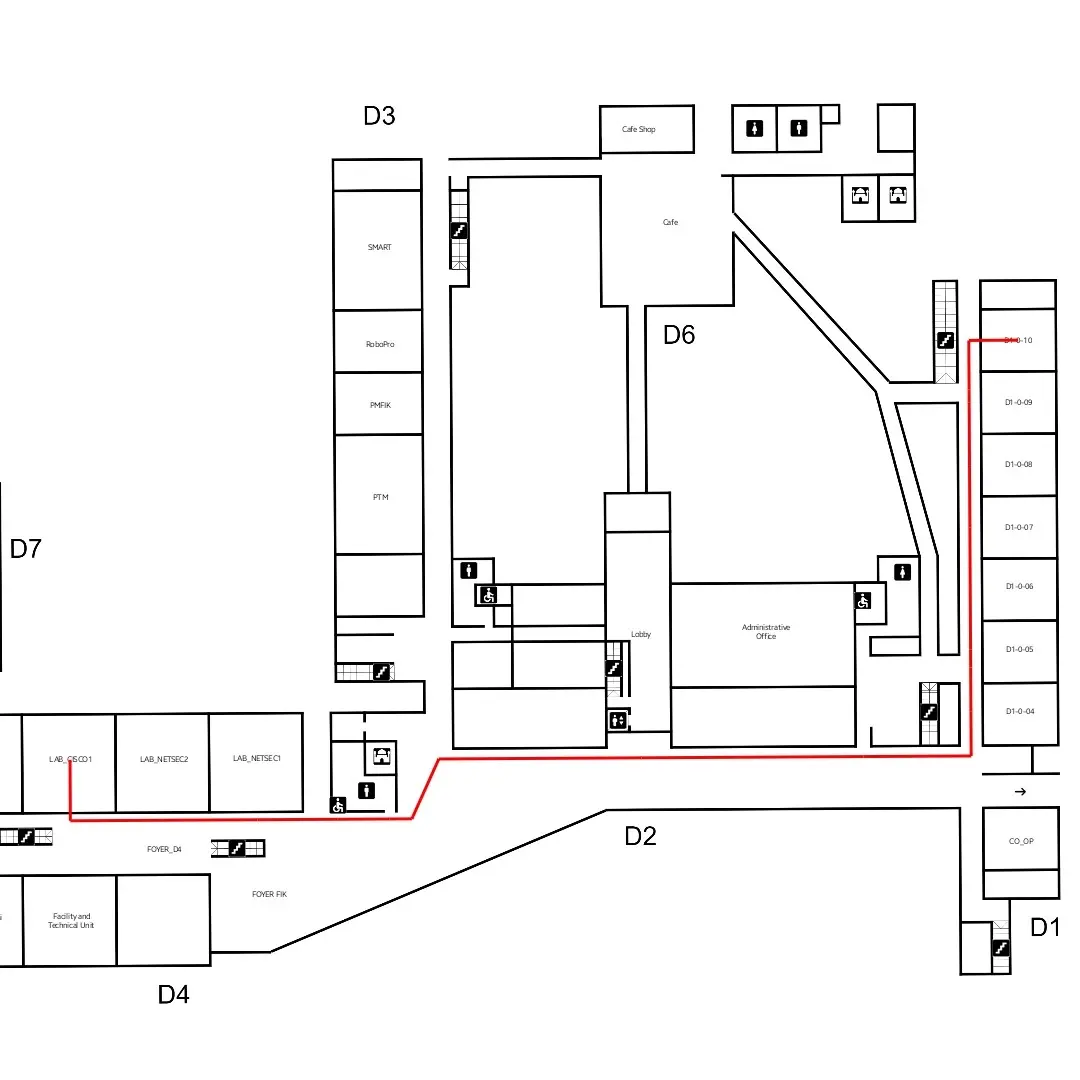 D3
Cafe Shop
Cafe
SMART
D6
RoboPro
D1-0-10
PMFIK
D1-0-09
D1-0-08
PTM
D1-0-07
D7
D1-0-06
Lobby
Administrative
Office
D1-0-05
D1-0-04
LAB_CISCO1
LAB_NETSEC2
LAB_NETSEC1
D2
CO_OP
FOYER_D4
FOYER FIK
Facility and
Technical Unit
D1
D4